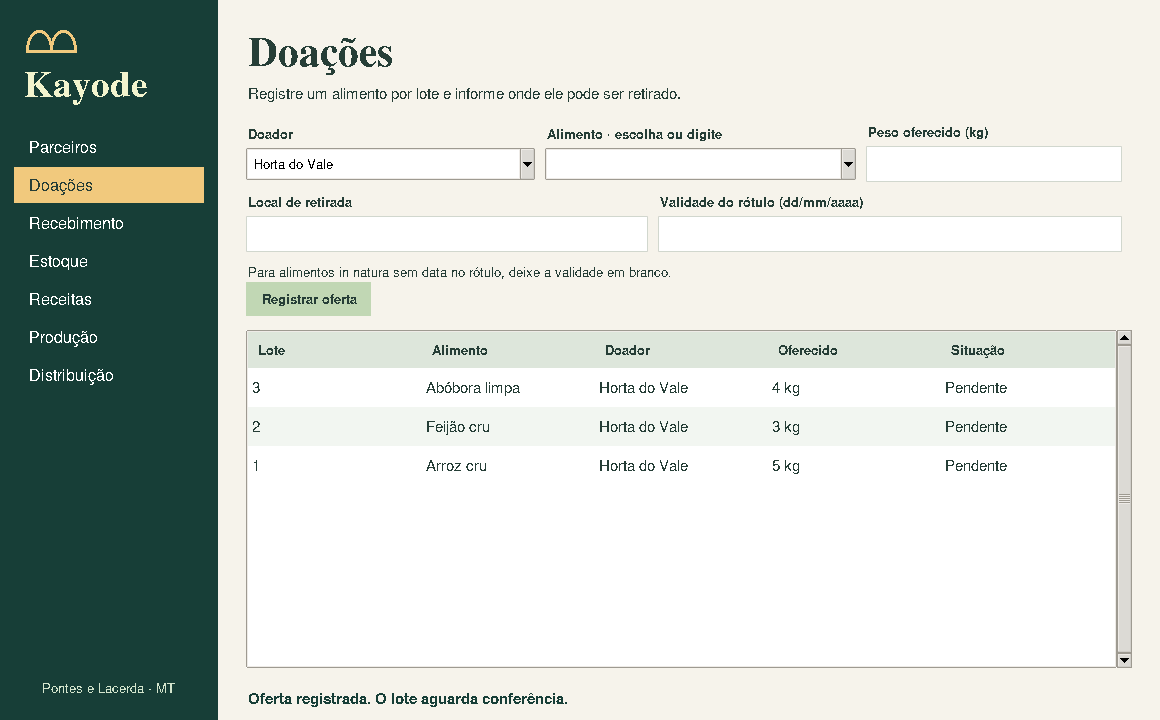 Kayode
Parceiros
Doações
Recebimento
Estoque
Receitas
Produção
Distribuição
Pontes e Lacerda · MT
Doações
Registre um alimento por lote e informe onde ele pode ser retirado.
Doador
Alimento · escolha ou digite
Peso oferecido (kg)
Horta do Vale
Local de retirada
Validade do rótulo (dd/mm/aaaa)
Para alimentos in natura sem data no rótulo, deixe a validade em branco.
Registrar oferta
Lote Alimento Doador Oferecido Situação
3 Abóbora limpa Horta do Vale 4 kg Pendente
2 Feijão cru Horta do Vale 3 kg Pendente
1 Arroz cru Horta do Vale 5 kg Pendente
Oferta registrada. O lote aguarda conferência.